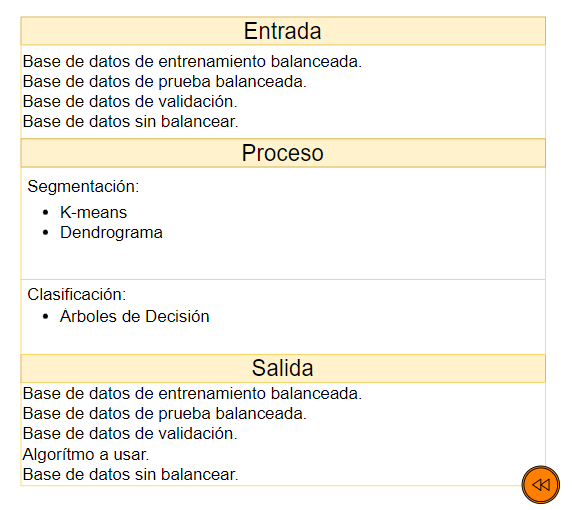 Entrada
Base de datos de entrenamiento balanceada.
Base de datos de prueba balanceada.
Base de datos de validación.
Base de datos sin balancear.
Proceso
Segmentación:
• K-means
• Dendrograma
Clasificación:
• Arboles de Decisión
Salida
Base de datos de entrenamiento balanceada.
Base de datos de prueba balanceada.
Base de datos de validación.
Algorítmo a usar.
Base de datos sin balancear.